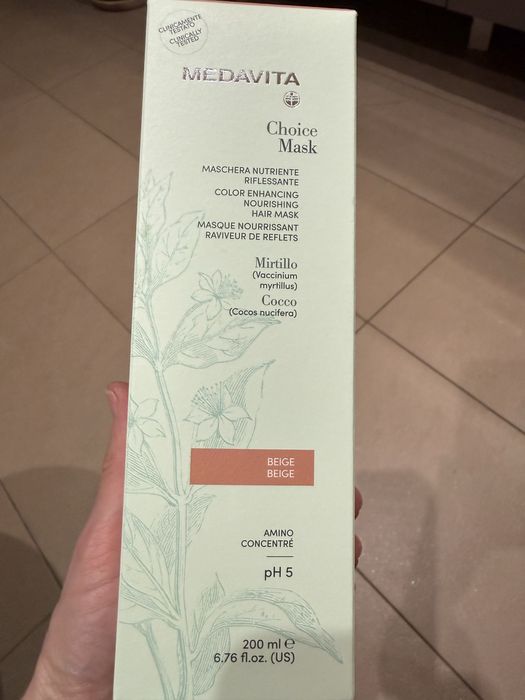 CLINICAMENTE
TESTATO
CLINICALLY
TESTED
MEDAVITA
Choice
Mask
MASCHERA NUTRIENTE
RIFLESSANTE
COLOR ENHANCING
NOURISHING
HAIR MASK
MASQUE NOURRISSANT
RAVIVEUR DE REFLETS
Mirtillo
(Vaccinium
myrtillus)
Cocco
(Cocos nucifera)
BEIGE
BEIGE
AMINO
CONCENTRÉ
pH 5
200 ml ℮
6.76 fl.oz. (US)